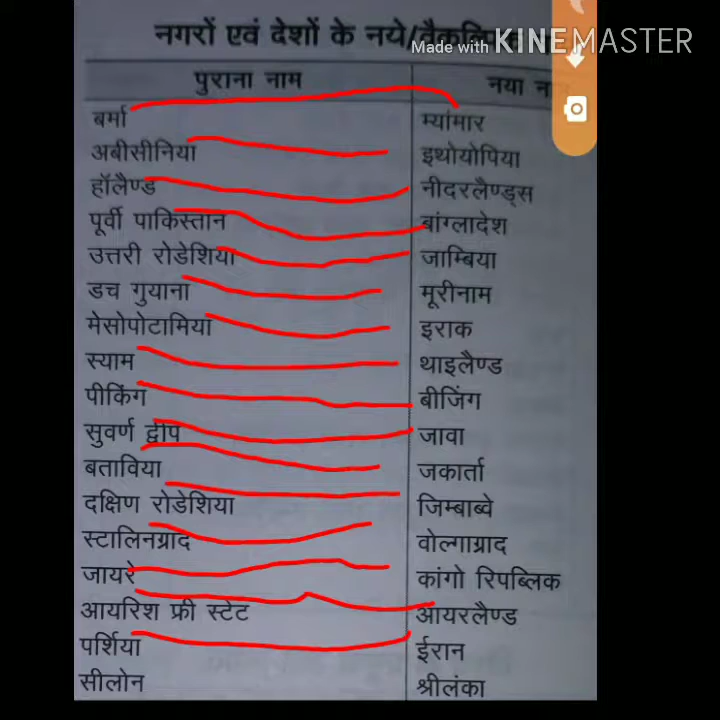 नगरों एवं देशों के नये/वैकल्पि
Made with KINEMASTER
पुराना नाम नया
बर्मा म्यांमार
अबीसीनिया इथोयोपिया
हॉलैण्ड नीदरलैण्ड्स
पूर्वी पाकिस्तान बांग्लादेश
उत्तरी रोडेशिया जाम्बिया
डच गुयाना मूरीनाम
मेसोपोटामिया इराक
स्याम थाइलैण्ड
पीकिंग बीजिंग
सुवर्ण द्वीप जावा
बताविया जकार्ता
दक्षिण रोडेशिया जिम्बाब्वे
स्टालिनग्राद वोल्गाग्राद
जायरे कांगो रिपब्लिक
आयरिश फ्री स्टेट आयरलैण्ड
पर्शिया ईरान
सीलोन श्रीलंका